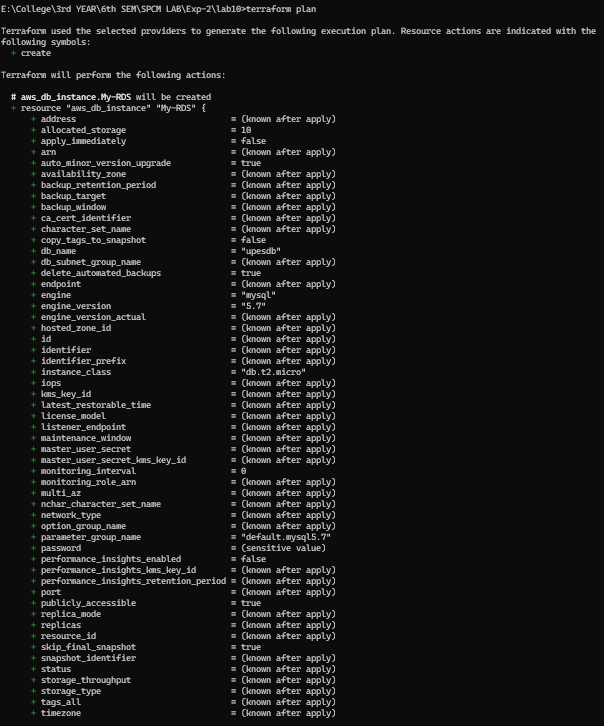 E:\College\3rd YEAR\6th SEM\SPCM LAB\Exp-2\lab10>terraform plan
Terraform used the selected providers to generate the following execution plan. Resource actions are indicated with the
following symbols:
+ create
Terraform will perform the following actions:
# aws_db_instance.My-RDS will be created
+ resource "aws_db_instance" "My-RDS" {
+ address = (known after apply)
+ allocated_storage = 10
+ apply_immediately = false
+ arn = (known after apply)
+ auto_minor_version_upgrade = true
+ availability_zone = (known after apply)
+ backup_retention_period = (known after apply)
+ backup_target = (known after apply)
+ backup_window = (known after apply)
+ ca_cert_identifier = (known after apply)
+ character_set_name = (known after apply)
+ copy_tags_to_snapshot = false
+ db_name = "upesdb"
+ db_subnet_group_name = (known after apply)
+ delete_automated_backups = true
+ endpoint = (known after apply)
+ engine = "mysql"
+ engine_version = "5.7"
+ engine_version_actual = (known after apply)
+ hosted_zone_id = (known after apply)
+ id = (known after apply)
+ identifier = (known after apply)
+ identifier_prefix = (known after apply)
+ instance_class = "db.t2.micro"
+ iops = (known after apply)
+ kms_key_id = (known after apply)
+ latest_restorable_time = (known after apply)
+ license_model = (known after apply)
+ listener_endpoint = (known after apply)
+ maintenance_window = (known after apply)
+ master_user_secret = (known after apply)
+ master_user_secret_kms_key_id = (known after apply)
+ monitoring_interval = 0
+ monitoring_role_arn = (known after apply)
+ multi_az = (known after apply)
+ nchar_character_set_name = (known after apply)
+ network_type = (known after apply)
+ option_group_name = (known after apply)
+ parameter_group_name = "default.mysql5.7"
+ password = (sensitive value)
+ performance_insights_enabled = false
+ performance_insights_kms_key_id = (known after apply)
+ performance_insights_retention_period = (known after apply)
+ port = (known after apply)
+ publicly_accessible = true
+ replica_mode = (known after apply)
+ replicas = (known after apply)
+ resource_id = (known after apply)
+ skip_final_snapshot = true
+ snapshot_identifier = (known after apply)
+ status = (known after apply)
+ storage_throughput = (known after apply)
+ storage_type = (known after apply)
+ tags_all = (known after apply)
+ timezone = (known after apply)